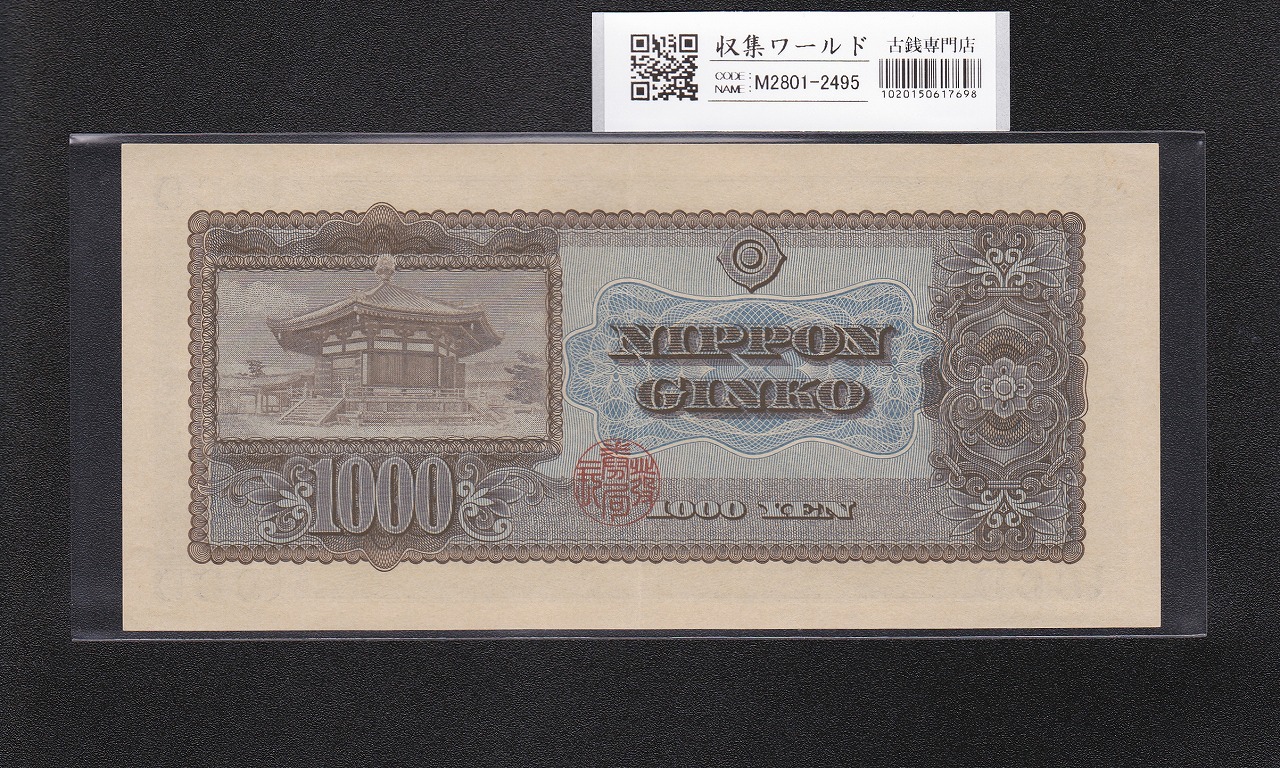 収集ワールド 古銭専門店
CODE:
NAME: M2801-2495
1020150617698
NIPPON
GINKO
1000
1000 YEN